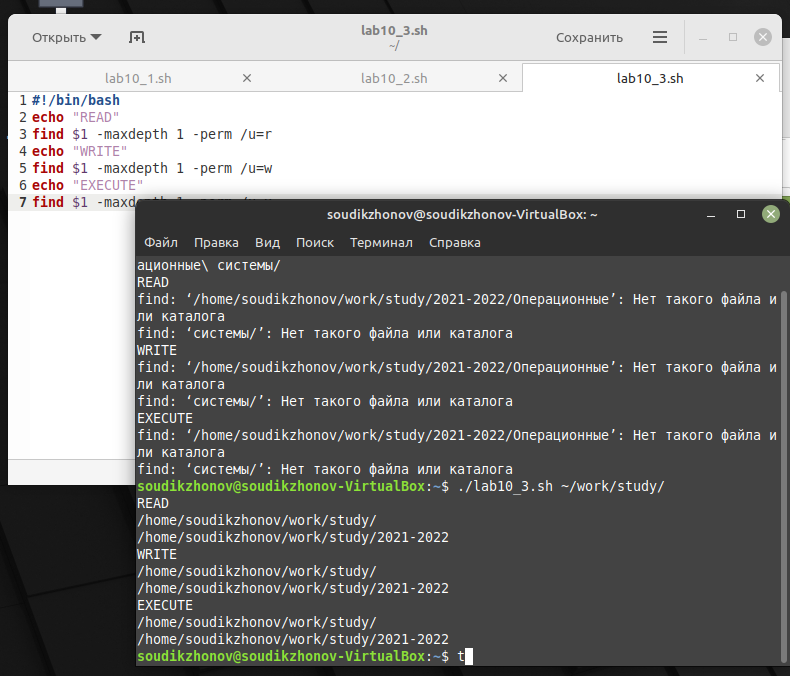 Открыть
lab10_3.sh
~/
Сохранить
lab10_1.sh
lab10_2.sh
lab10_3.sh
1 #!/bin/bash
2 echo "READ"
3 find $1 -maxdepth 1 -perm /u=r
4 echo "WRITE"
5 find $1 -maxdepth 1 -perm /u=w
6 echo "EXECUTE"
7 find $1 -maxd
soudikzhonov@soudikzhonov-VirtualBox: ~
Файл Правка Вид Поиск Терминал Справка
ационные\ системы/
READ
find: ‘/home/soudikzhonov/work/study/2021-2022/Операционные’: Нет такого файла и
ли каталога
find: ‘системы/’: Нет такого файла или каталога
WRITE
find: ‘/home/soudikzhonov/work/study/2021-2022/Операционные’: Нет такого файла и
ли каталога
find: ‘системы/’: Нет такого файла или каталога
EXECUTE
find: ‘/home/soudikzhonov/work/study/2021-2022/Операционные’: Нет такого файла и
ли каталога
find: ‘системы/’: Нет такого файла или каталога
soudikzhonov@soudikzhonov-VirtualBox:~$ ./lab10_3.sh ~/work/study/
READ
/home/soudikzhonov/work/study/
/home/soudikzhonov/work/study/2021-2022
WRITE
/home/soudikzhonov/work/study/
/home/soudikzhonov/work/study/2021-2022
EXECUTE
/home/soudikzhonov/work/study/
/home/soudikzhonov/work/study/2021-2022
soudikzhonov@soudikzhonov-VirtualBox:~$ t